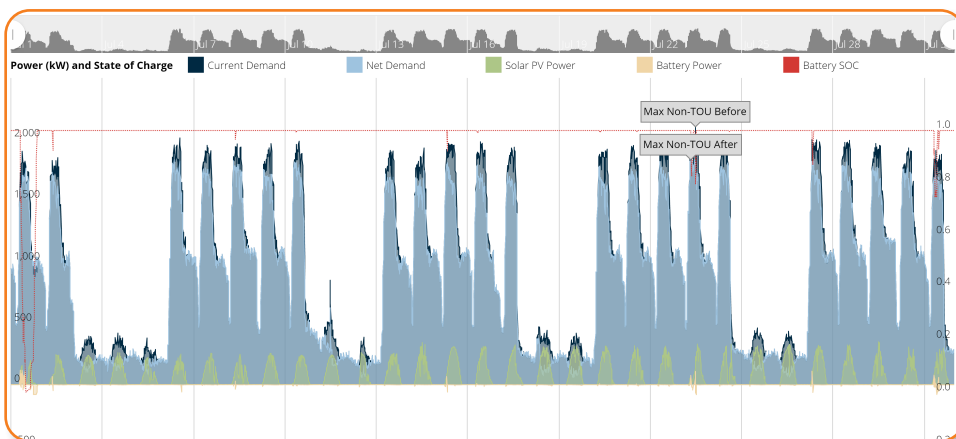 Jul 7
Jul 13
Jul 22
Jul 28
Power (kW) and State of Charge
Current Demand
Net Demand
Solar PV Power
Battery Power
Battery SOC
Max Non-TOU Before
Max Non-TOU After
2,000
1,500
1,000
500
0
1.0
0.8
0.6
0.4
0.2
0.0